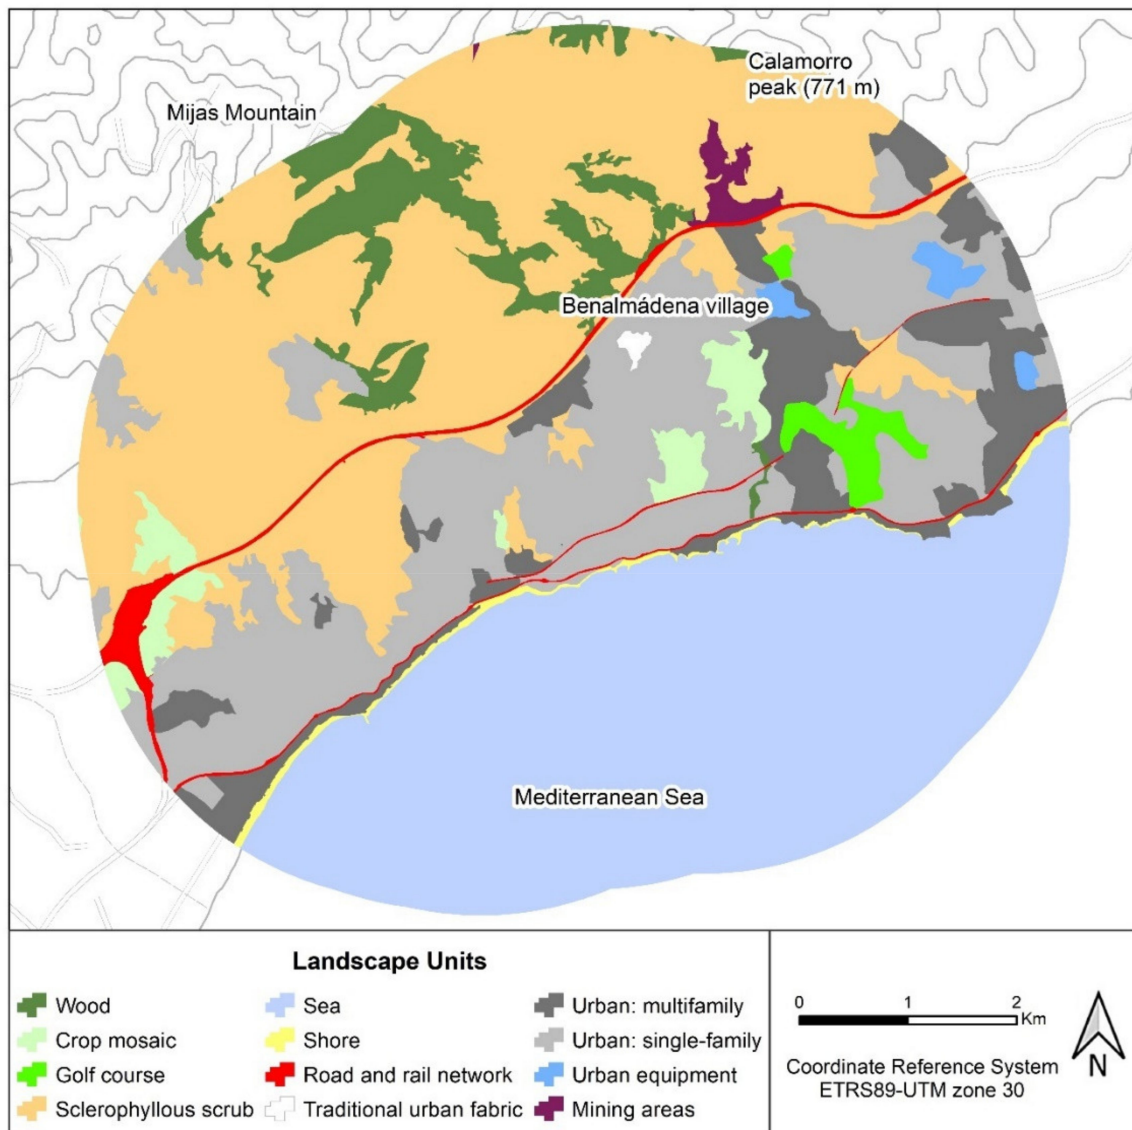 Calamorro
peak (771 m)
Mijas Mountain
Benalmádena village
Mediterranean Sea
Landscape Units
Wood
Crop mosaic
Golf course
Sclerophyllous scrub
Sea
Shore
Road and rail network
Traditional urban fabric
Urban: multifamily
Urban: single-family
Urban equipment
Mining areas
0 1 2
Km
Coordinate Reference System
ETRS89-UTM zone 30
N